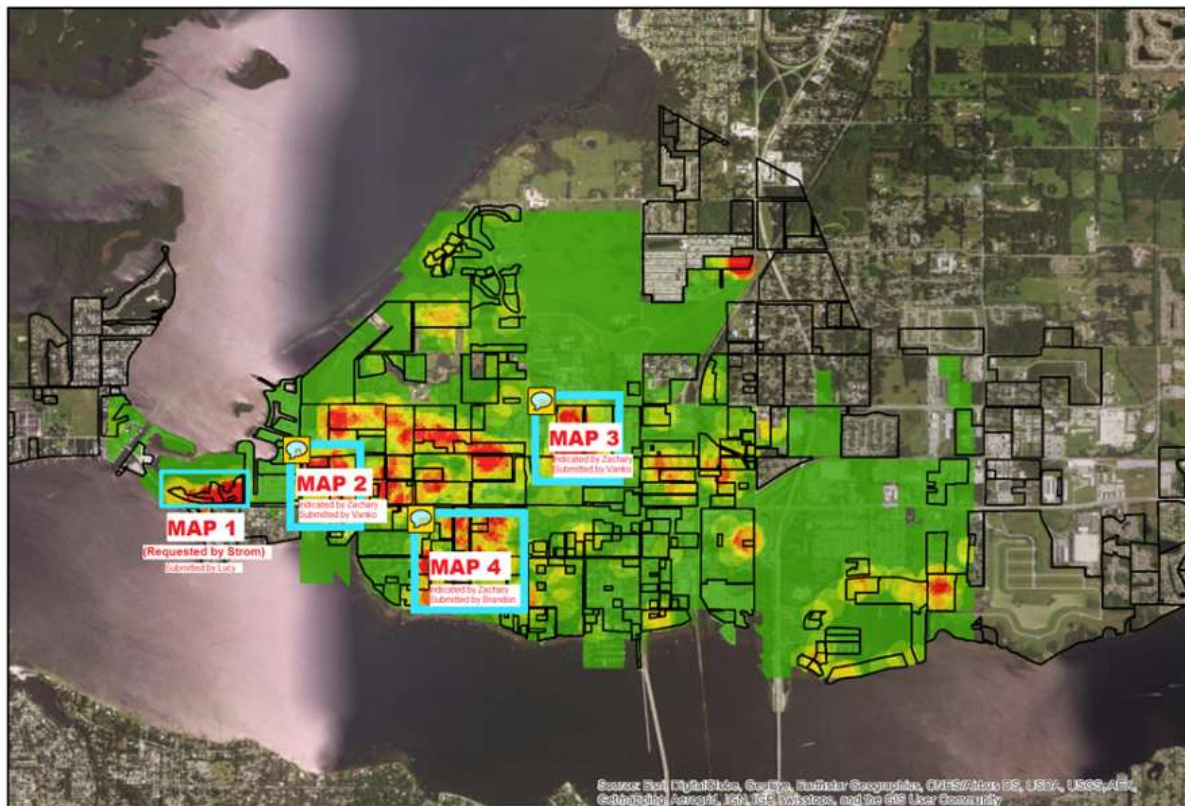 MAP 3
Indicated by Zachary
Submitted by Vanko
MAP 2
Indicated by Zachary
Submitted by Vanko
MAP 1
(Requested by Strom)
Submitted by Lucy
MAP 4
Indicated by Zachary
Submitted by Brandon
Source: Esri, DigitalGlobe, GeoEye, Earthstar Geographics, CNES/Airbus DS, USDA, USGS, AEX,
Getmapping, Aerogrid, IGN, IGP, swisstopo, and the GIS User Community